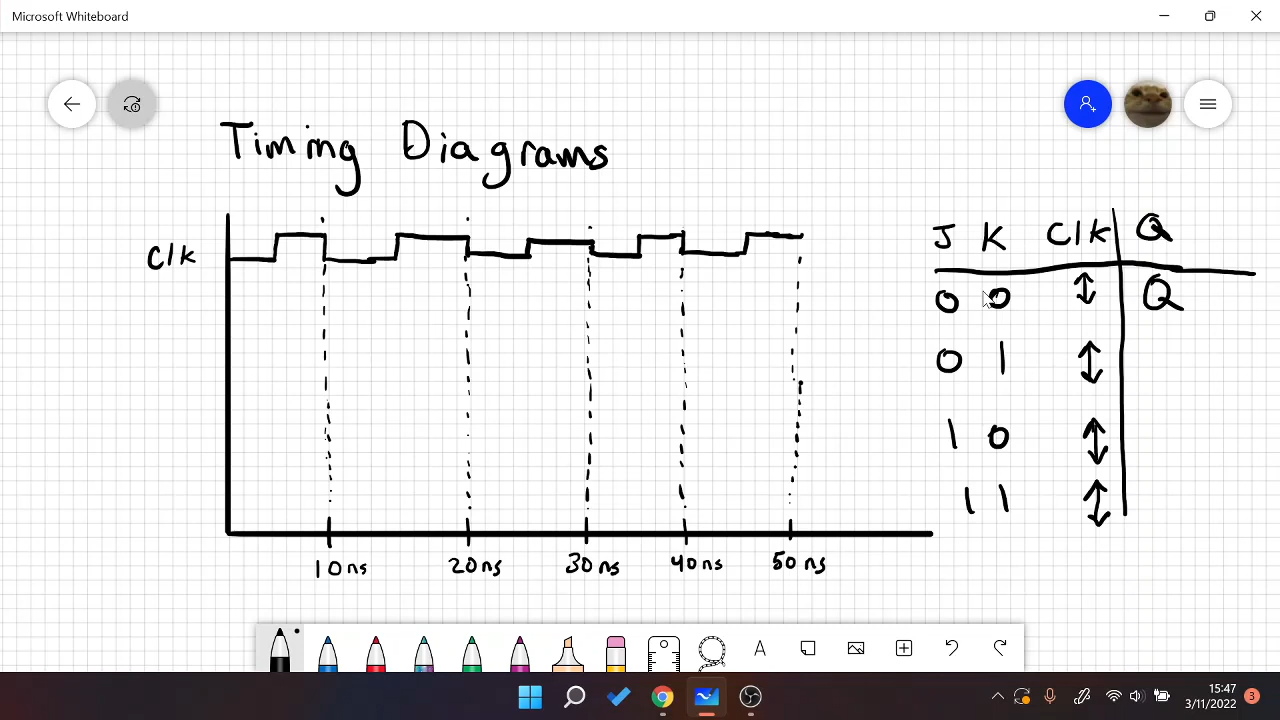 Microsoft Whiteboard
Timing Diagrams
Clk
10ns 20ns 30ns 40ns 50ns
J K Clk Q
0 0 ↕ Q
0 1 ↕
1 0 ↕
1 1 ↕
A
15:47
3/11/2022
3